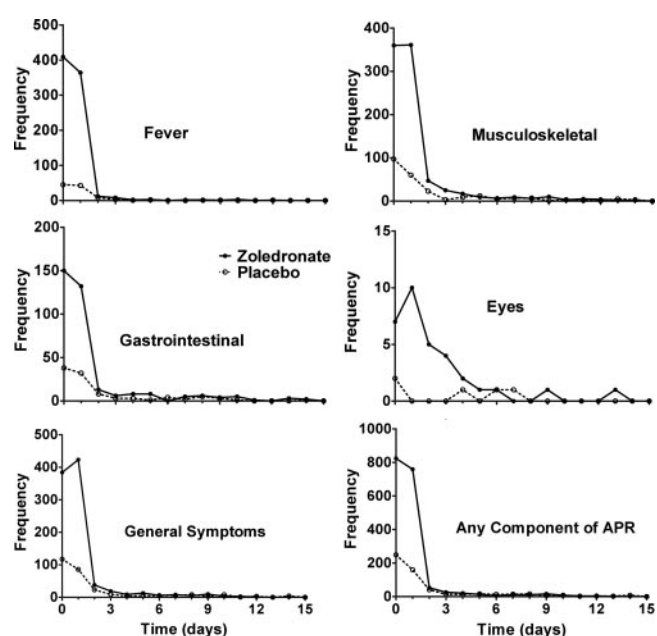 500
400
300
200
100
0
Frequency
Fever
400
300
200
100
0
Frequency
Musculoskeletal
200
150
100
50
0
Frequency
Zoledronate
Placebo
Gastrointestinal
15
10
5
0
Frequency
Eyes
500
400
300
200
100
0
Frequency
General Symptoms
0 3 6 9 12 15
Time (days)
1000
800
600
400
200
0
Frequency
Any Component of APR
0 3 6 9 12 15
Time (days)